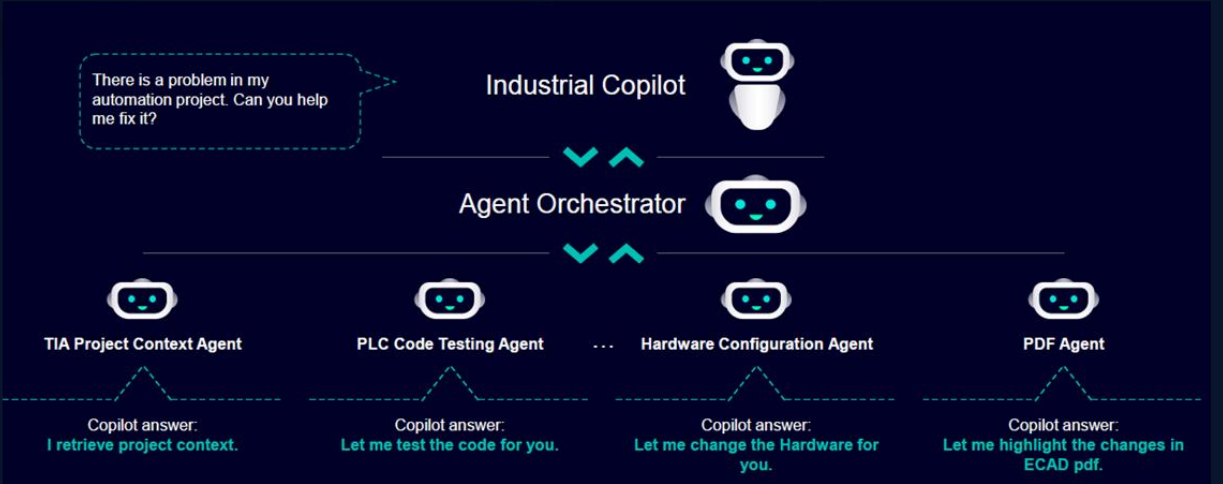 There is a problem in my
automation project. Can you help
me fix it?
Industrial Copilot
Agent Orchestrator
TIA Project Context Agent
PLC Code Testing Agent
...
Hardware Configuration Agent
PDF Agent
Copilot answer:
I retrieve project context.
Copilot answer:
Let me test the code for you.
Copilot answer:
Let me change the Hardware for
you.
Copilot answer:
Let me highlight the changes in
ECAD pdf.